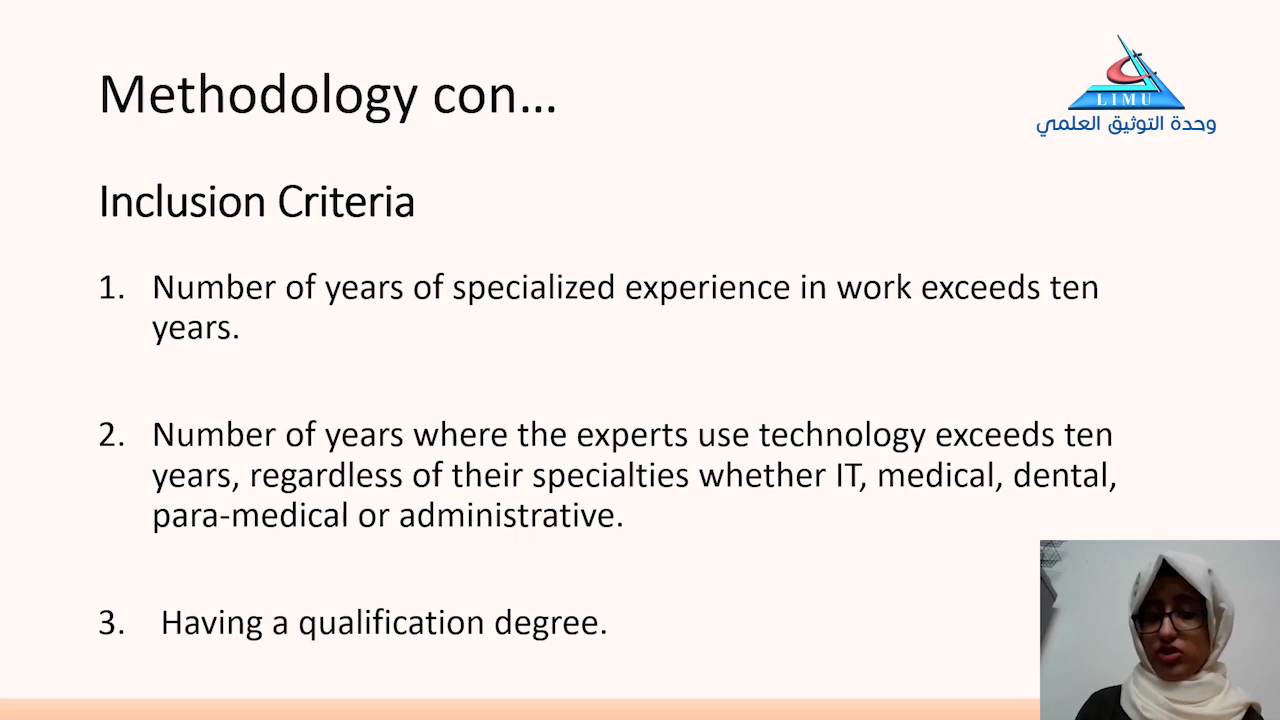 Methodology con...
LIMU
وحدة التوثيق العلمي
Inclusion Criteria
1. Number of years of specialized experience in work exceeds ten
years.
2. Number of years where the experts use technology exceeds ten
years, regardless of their specialties whether IT, medical, dental,
para-medical or administrative.
3. Having a qualification degree.